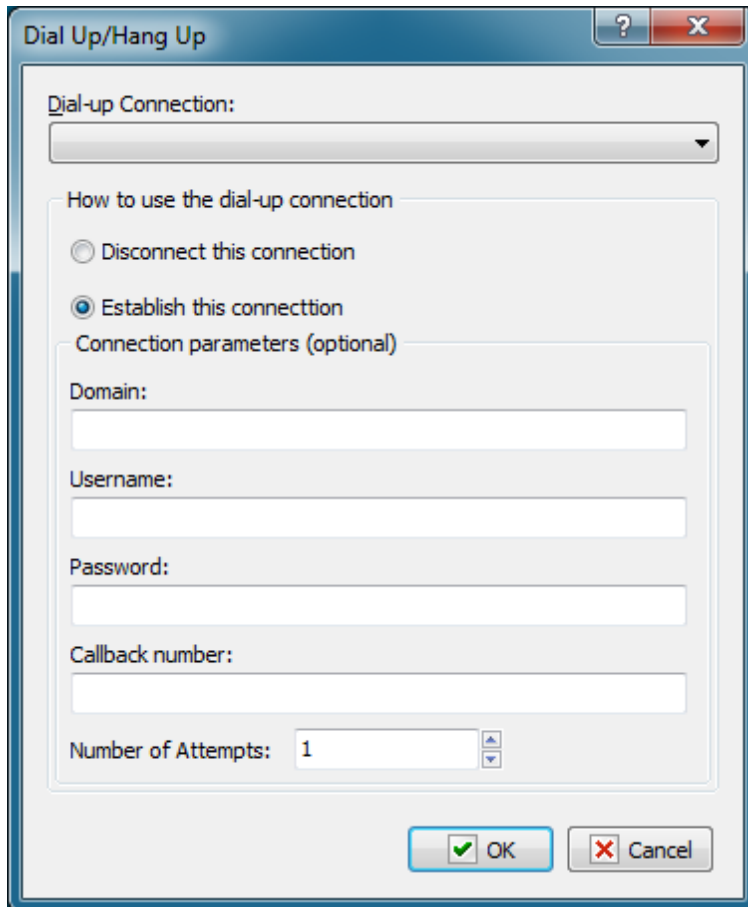 Dial Up/Hang Up
?
Dial-up Connection:
How to use the dial-up connection
Disconnect this connection
Establish this connecttion
Connection parameters (optional)
Domain:
Username:
Password:
Callback number:
Number of Attempts: 1
OK Cancel